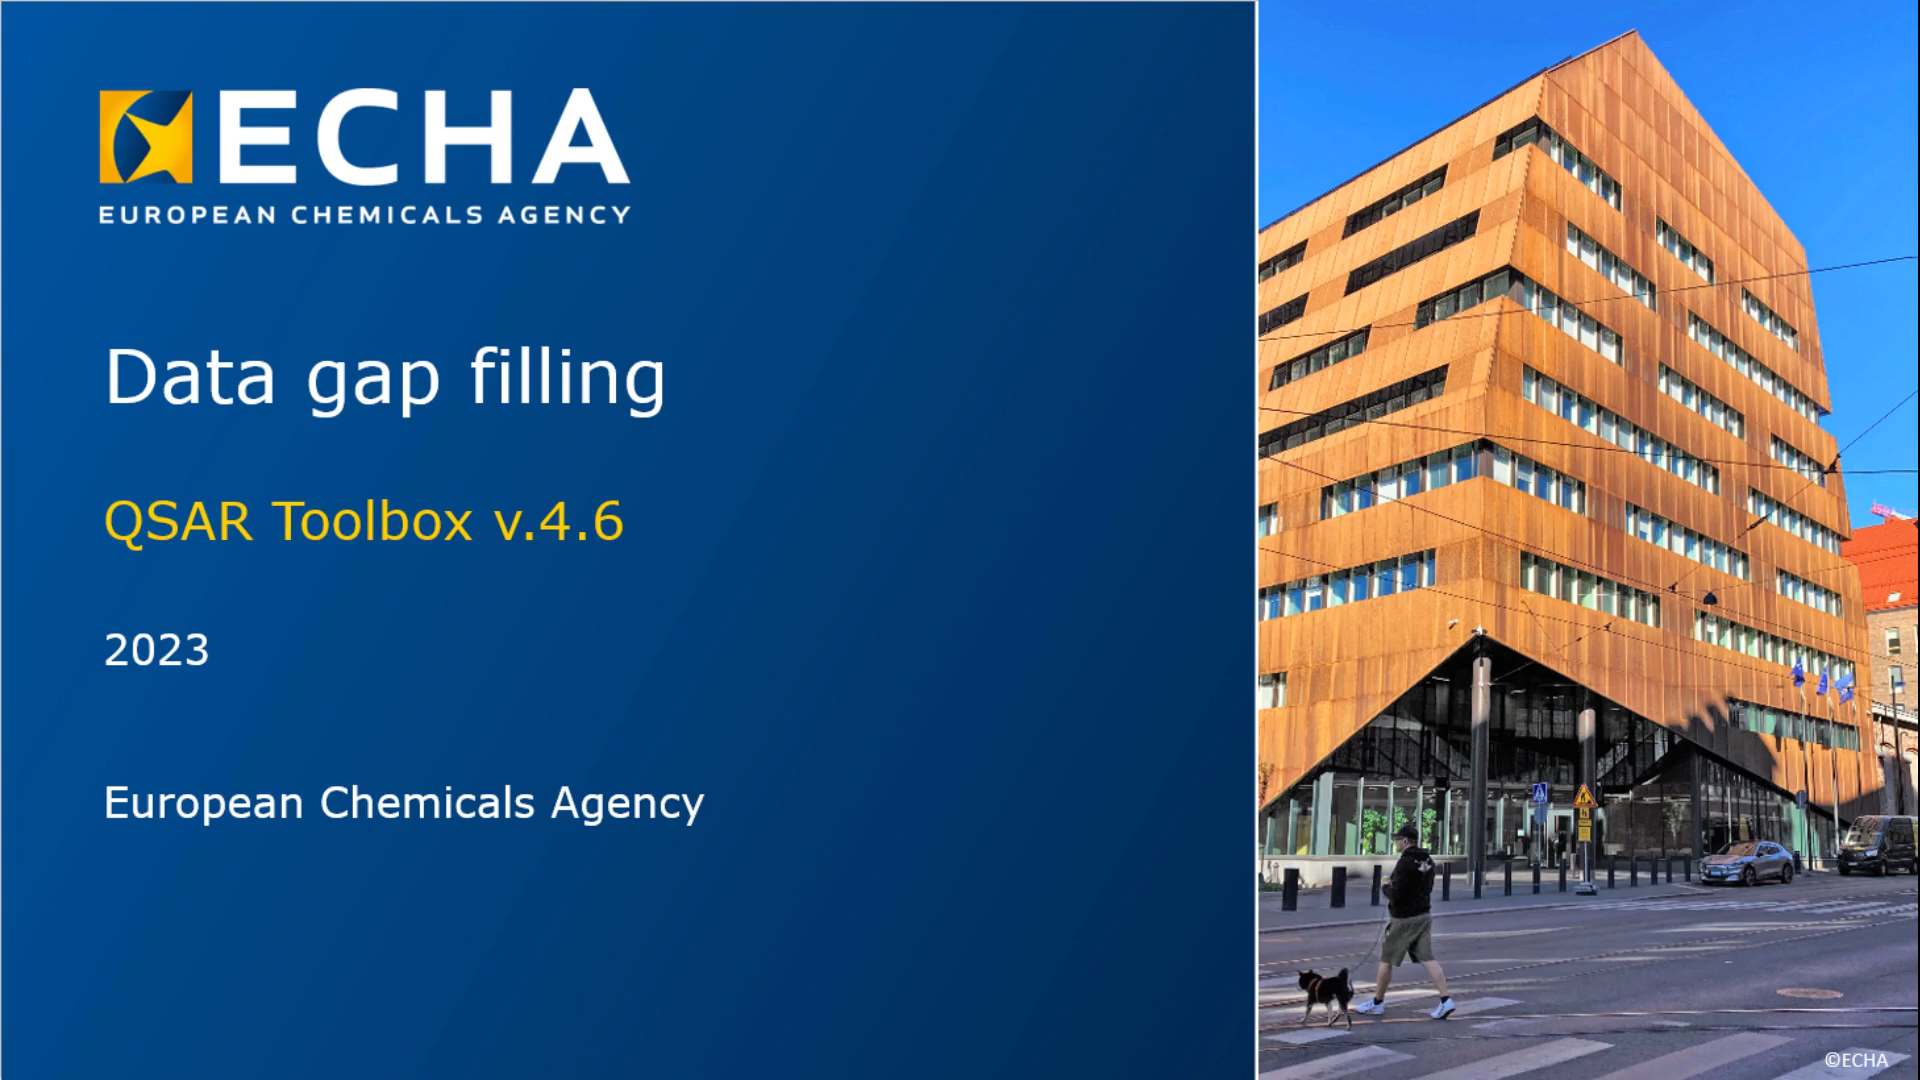 ECHA
EUROPEAN CHEMICALS AGENCY
Data gap filling
QSAR Toolbox v.4.6
2023
European Chemicals Agency
©ECHA